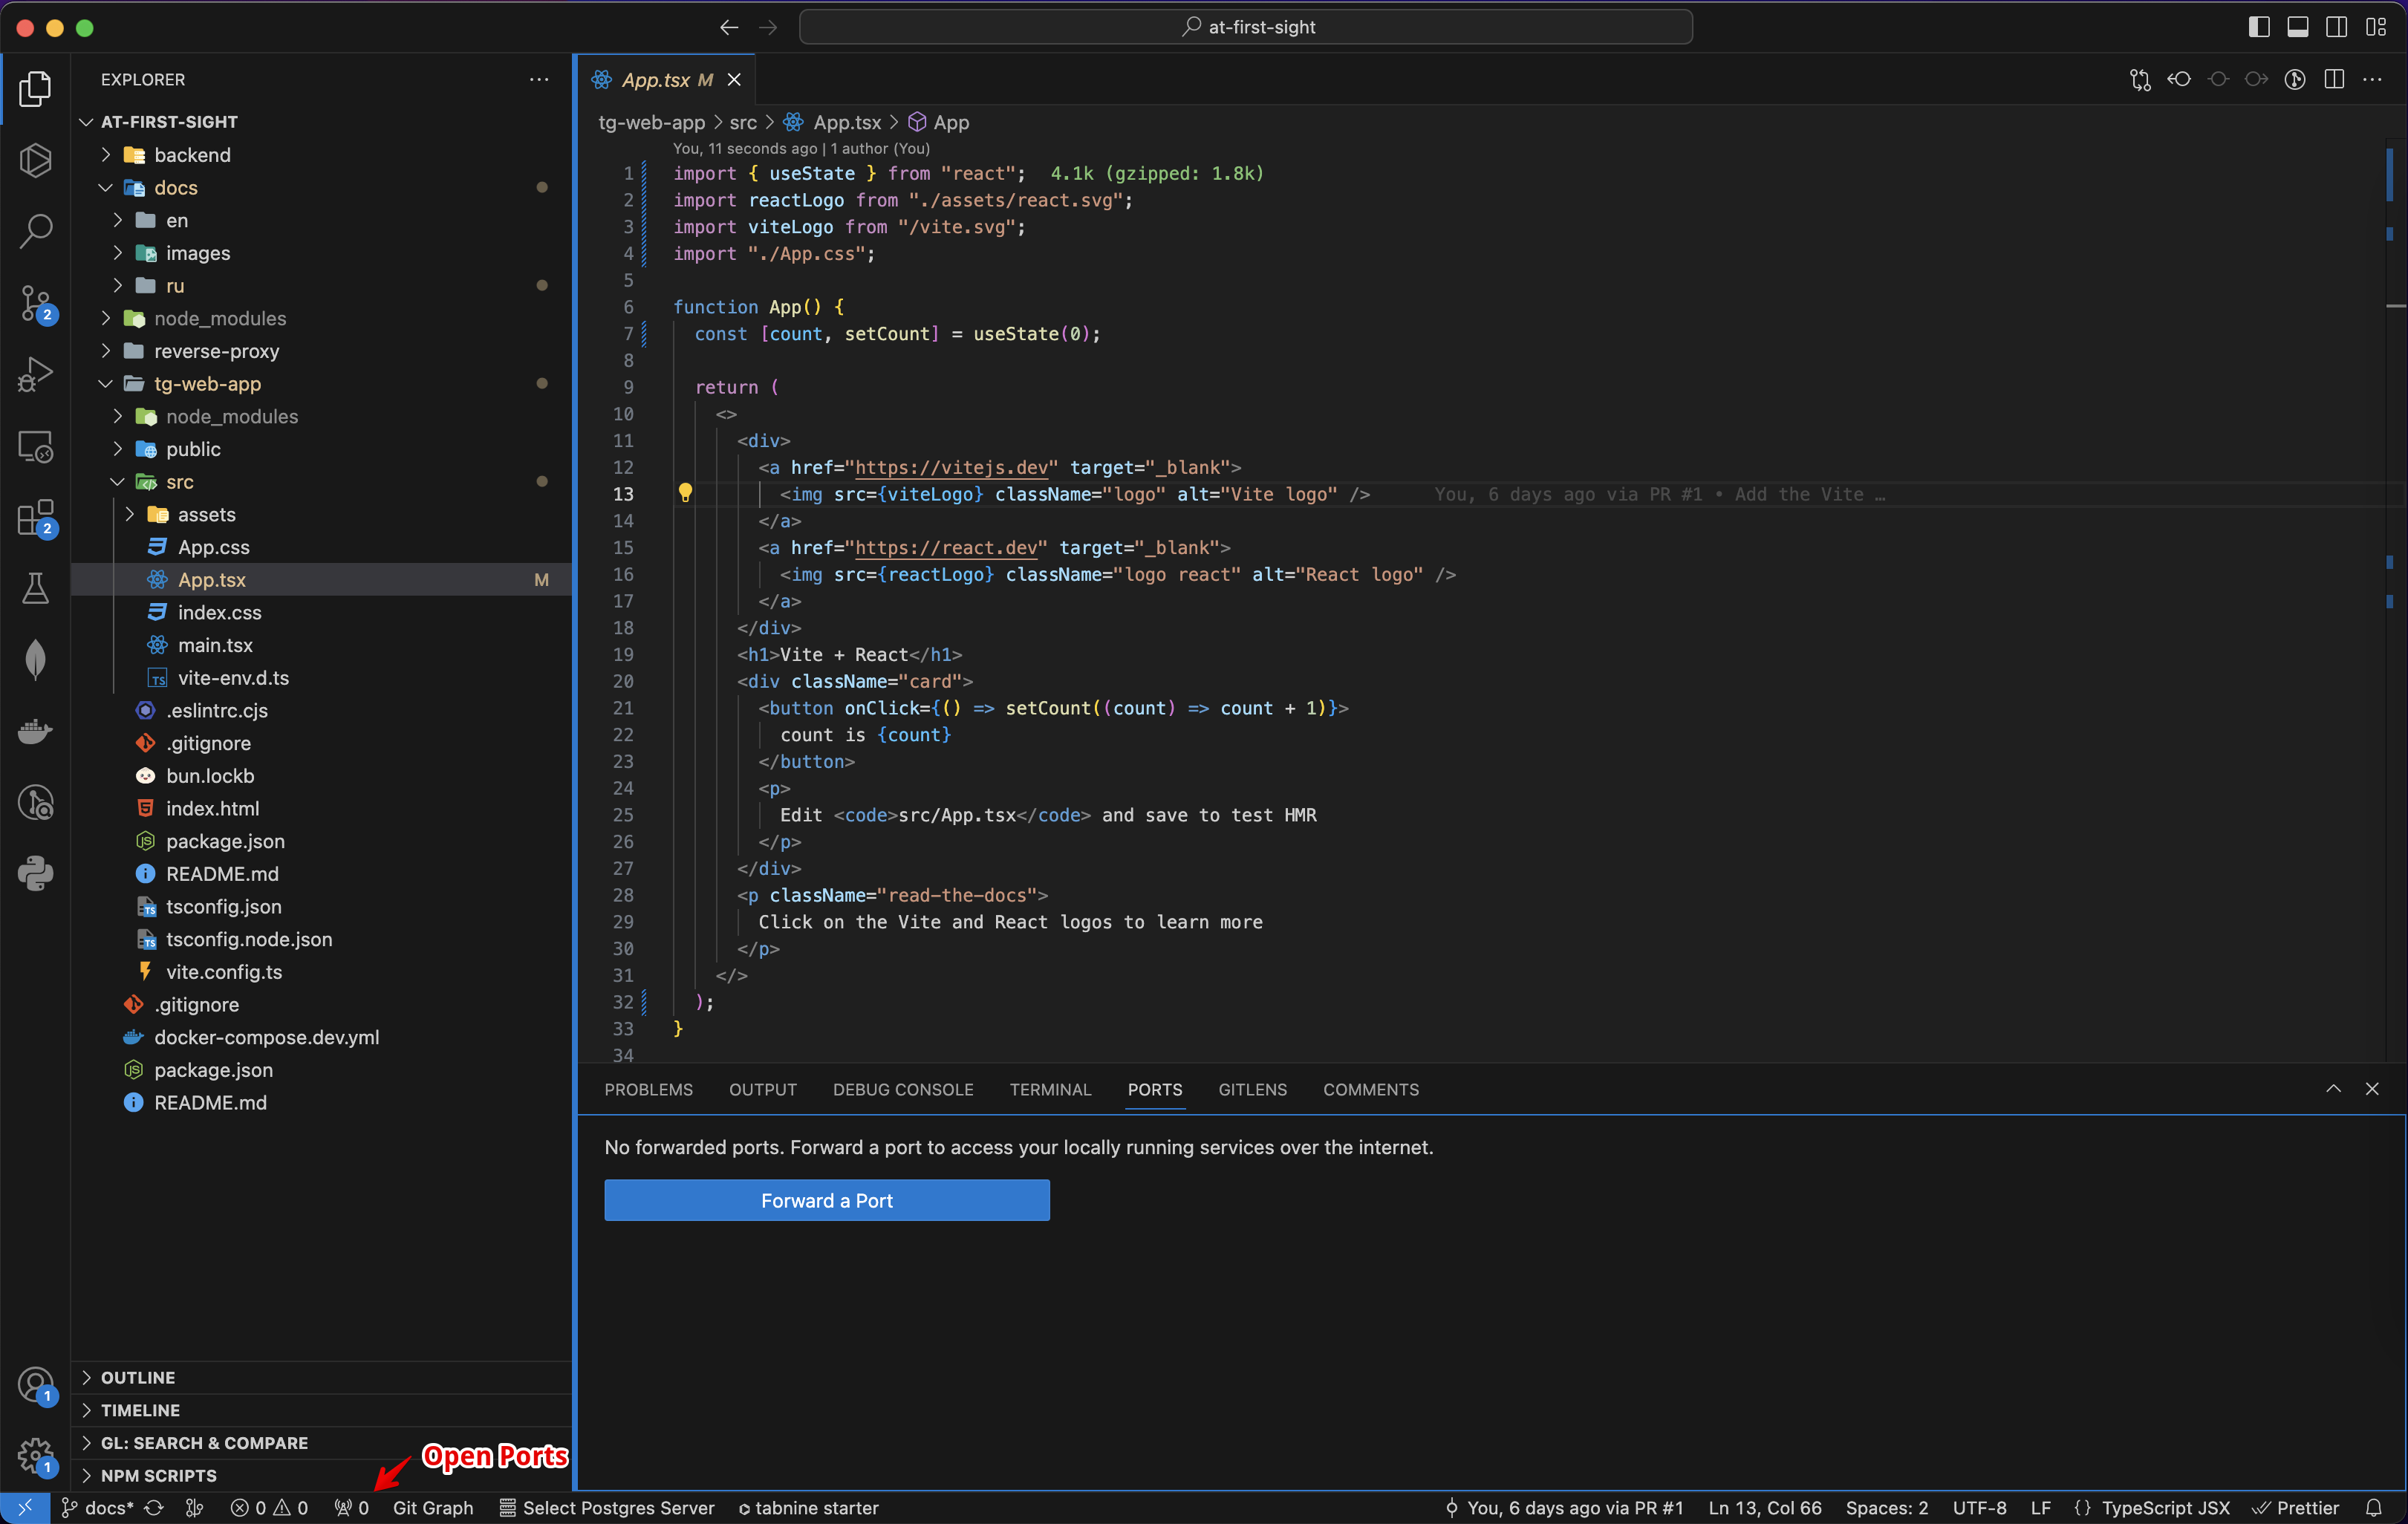 at-first-sight
EXPLORER
AT-FIRST-SIGHT
backend
docs
en
images
ru
node_modules
reverse-proxy
tg-web-app
node_modules
public
src
assets
App.css
App.tsx M
index.css
main.tsx
TS vite-env.d.ts
.eslintrc.cjs
.gitignore
bun.lockb
index.html
package.json
README.md
tsconfig.json
tsconfig.node.json
vite.config.ts
.gitignore
docker-compose.dev.yml
package.json
README.md
OUTLINE
TIMELINE
GL: SEARCH & COMPARE
NPM SCRIPTS
2
2
1
1
Open Ports
App.tsx M
tg-web-app > src > App.tsx > App
You, 11 seconds ago | 1 author (You)
1 import { useState } from "react"; 4.1k (gzipped: 1.8k)
2 import reactLogo from "./assets/react.svg";
3 import viteLogo from "/vite.svg";
4 import "./App.css";
5
6 function App() {
7 const [count, setCount] = useState(0);
8
9 return (
10 <>
11 <div>
12 <a href="https://vitejs.dev" target="_blank">
13 <img src={viteLogo} className="logo" alt="Vite logo" /> You, 6 days ago via PR #1 • Add the Vite …
14 </a>
15 <a href="https://react.dev" target="_blank">
16 <img src={reactLogo} className="logo react" alt="React logo" />
17 </a>
18 </div>
19 <h1>Vite + React</h1>
20 <div className="card">
21 <button onClick={() => setCount((count) => count + 1)}>
22 count is {count}
23 </button>
24 <p>
25 Edit <code>src/App.tsx</code> and save to test HMR
26 </p>
27 </div>
28 <p className="read-the-docs">
29 Click on the Vite and React logos to learn more
30 </p>
31 </>
32 );
33 }
34
PROBLEMS OUTPUT DEBUG CONSOLE TERMINAL PORTS GITLENS COMMENTS
No forwarded ports. Forward a port to access your locally running services over the internet.
Forward a Port
docs* 0 0 0 Git Graph Select Postgres Server tabnine starter You, 6 days ago via PR #1 Ln 13, Col 66 Spaces: 2 UTF-8 LF {} TypeScript JSX Prettier